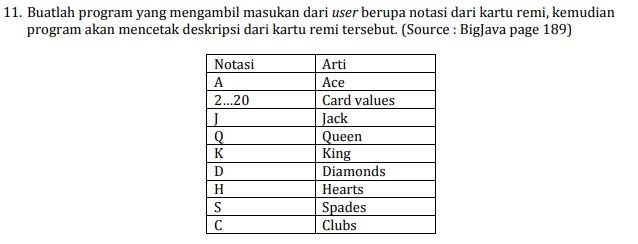 11. Buatlah program yang mengambil masukan dari user berupa notasi dari kartu remi, kemudian
program akan mencetak deskripsi dari kartu remi tersebut. (Source : BigJava page 189)
Notasi Arti
A Ace
2...20 Card values
J Jack
Q Queen
K King
D Diamonds
H Hearts
S Spades
C Clubs